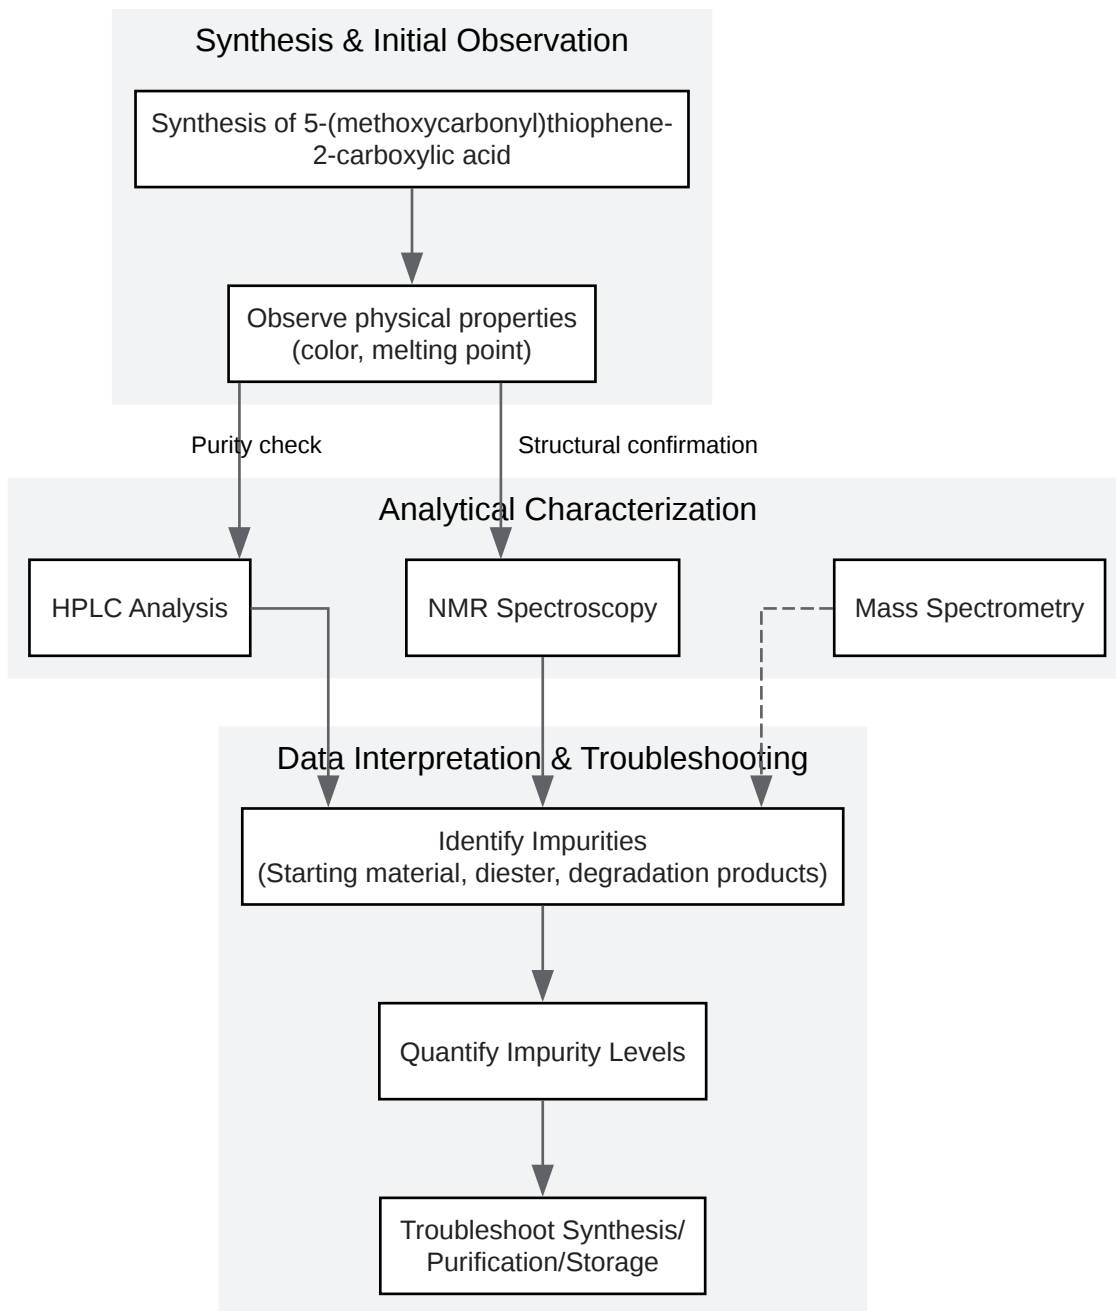 Synthesis & Initial Observation
Synthesis of 5-(methoxycarbonyl)thiophene-
2-carboxylic acid
Observe physical properties
(color, melting point)
Purity check
Structural confirmation
Analytical Characterization
HPLC Analysis
NMR Spectroscopy
Mass Spectrometry
Data Interpretation & Troubleshooting
Identify Impurities
(Starting material, diester, degradation products)
Quantify Impurity Levels
Troubleshoot Synthesis/
Purification/Storage